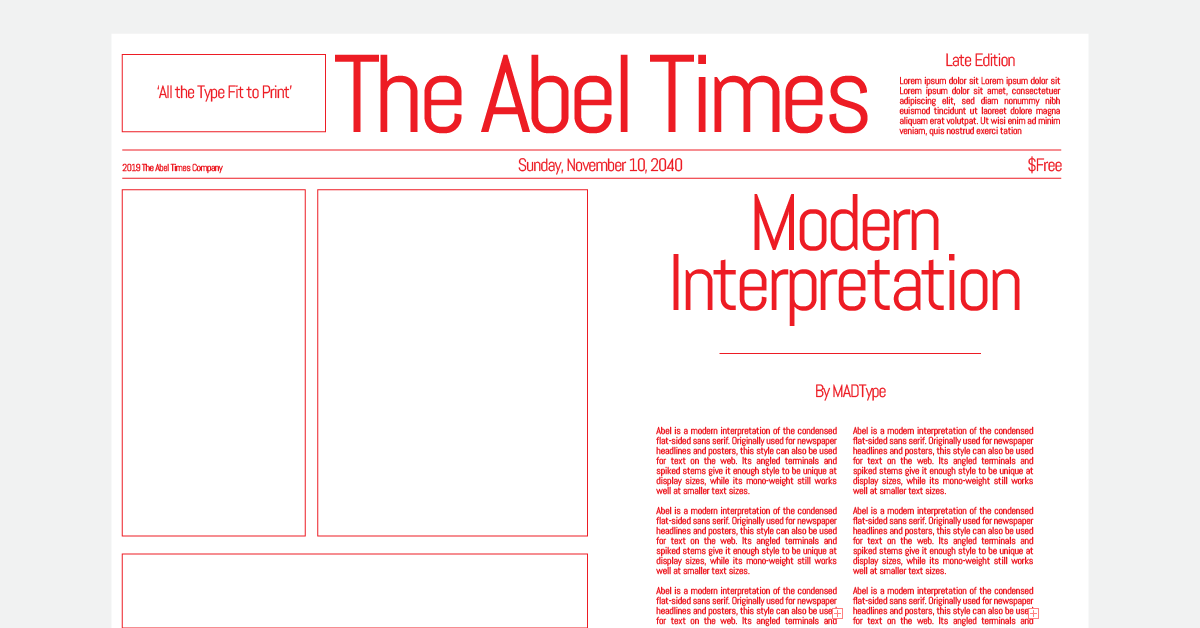 'All the Type Fit to Print'
The Abel Times
Late Edition
Lorem ipsum dolor sit Lorem ipsum dolor sit
Lorem ipsum dolor sit amet, consectetuer
adipiscing elit, sed diam nonummy nibh
euismod tincidunt ut laoreet dolore magna
aliquam erat volutpat. Ut wisi enim ad minim
veniam, quis nostrud exerci tation
2019 The Abel Times Company
Sunday, November 10, 2040
$Free
Modern
Interpretation
By MADType
Abel is a modern interpretation of the condensed
flat-sided sans serif. Originally used for newspaper
headlines and posters, this style can also be used
for text on the web. Its angled terminals and
spiked stems give it enough style to be unique at
display sizes, while its mono-weight still works
well at smaller text sizes.
Abel is a modern interpretation of the condensed
flat-sided sans serif. Originally used for newspaper
headlines and posters, this style can also be used
for text on the web. Its angled terminals and
spiked stems give it enough style to be unique at
display sizes, while its mono-weight still works
well at smaller text sizes.
Abel is a modern interpretation of the condensed
flat-sided sans serif. Originally used for newspaper
headlines and posters, this style can also be use
for text on the web. Its angled terminals and
Abel is a modern interpretation of the condensed
flat-sided sans serif. Originally used for newspaper
headlines and posters, this style can also be used
for text on the web. Its angled terminals and
spiked stems give it enough style to be unique at
display sizes, while its mono-weight still works
well at smaller text sizes.
Abel is a modern interpretation of the condensed
flat-sided sans serif. Originally used for newspaper
headlines and posters, this style can also be used
for text on the web. Its angled terminals and
spiked stems give it enough style to be unique at
display sizes, while its mono-weight still works
well at smaller text sizes.
Abel is a modern interpretation of the condensed
flat-sided sans serif. Originally used for newspaper
headlines and posters, this style can also be use
for text on the web. Its angled terminals and